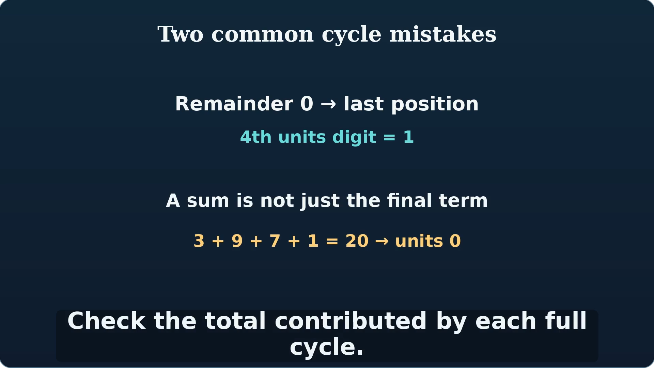 Two common cycle mistakes
Remainder 0 → last position
4th units digit = 1
A sum is not just the final term
3 + 9 + 7 + 1 = 20 → units 0
Check the total contributed by each full
cycle.